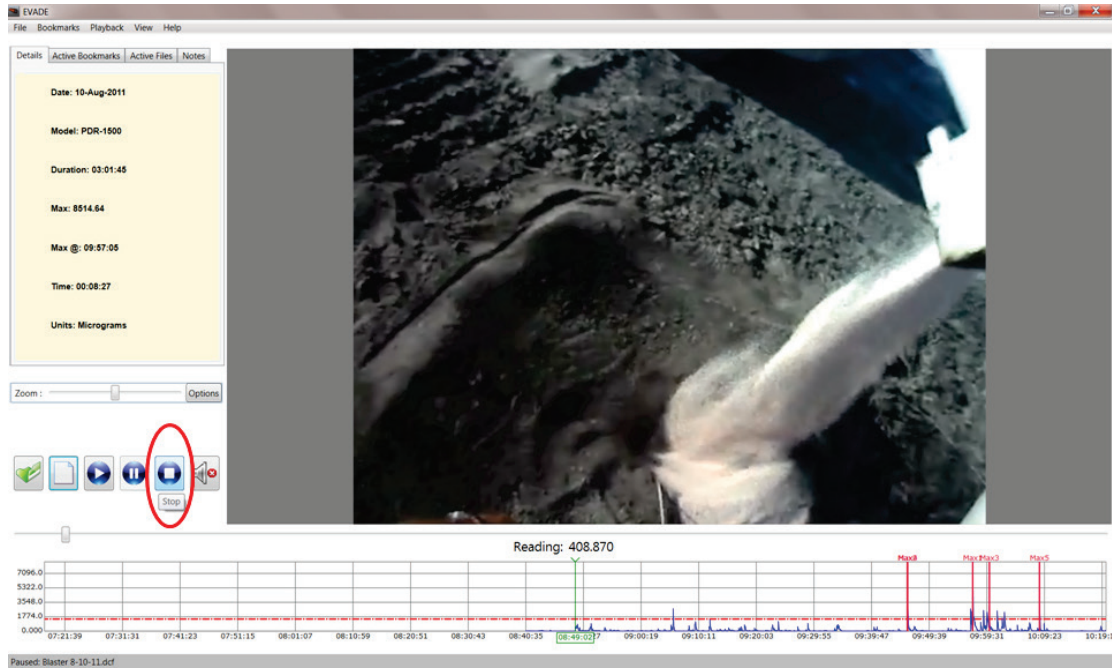 EVADE
File Bookmarks Playback View Help
Details Active Bookmarks Active Files Notes
Date: 10-Aug-2011
Model: PDR-1500
Duration: 03:01:45
Max: 8514.64
Max @: 09:57:05
Time: 00:08:27
Units: Micrograms
Zoom : Options
Stop
Reading: 408.870
Max3 Max5
7096.0
5322.0
3548.0
1774.0
0.000
07:21:39 07:31:31 07:41:23 07:51:15 08:01:07 08:10:59 08:20:51 08:30:43 08:40:35 08:49:02 09:00:19 09:10:11 09:20:03 09:29:55 09:39:47 09:49:39 09:59:31 10:09:23
Paused: Blaster 8-10-11.dcf